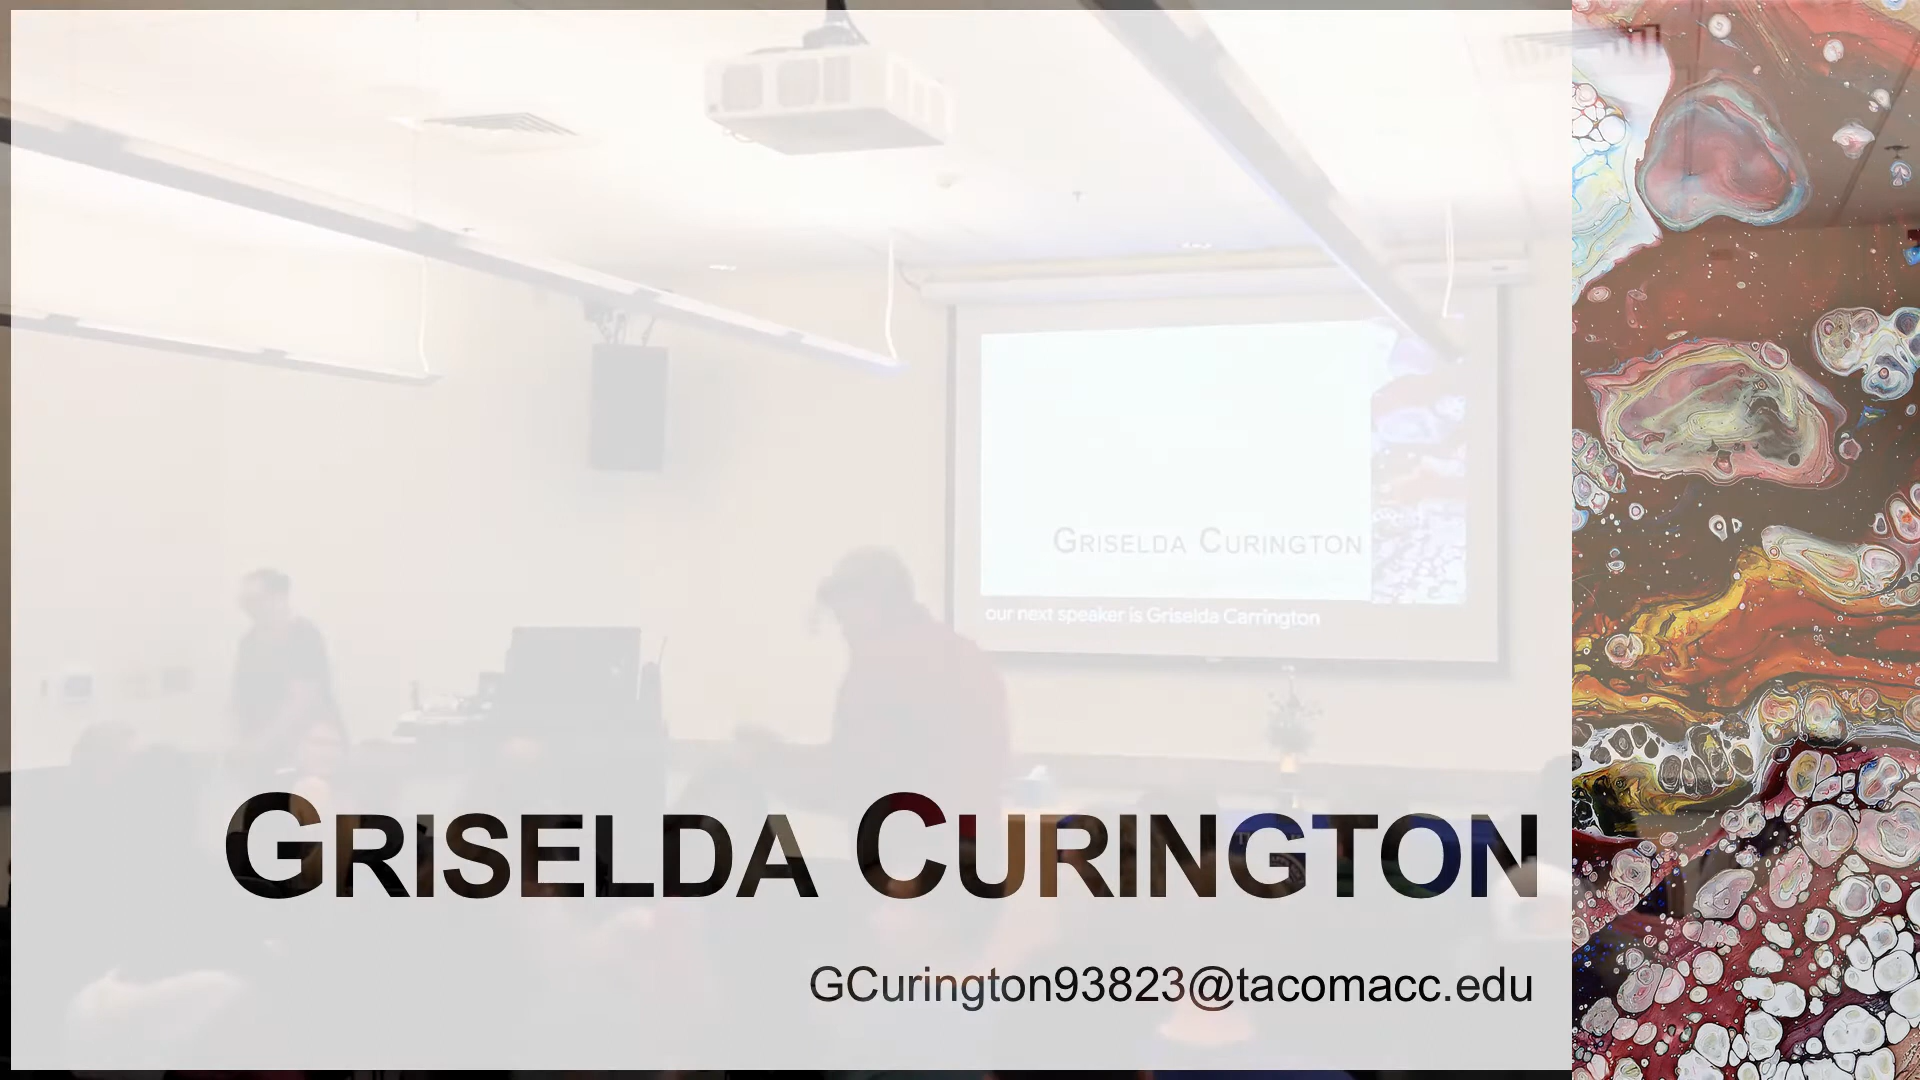 GRISELDA CURINGTON
our next speaker is Griselda Carrington
GRISELDA CURINGTON
GCurington93823@tacomacc.edu